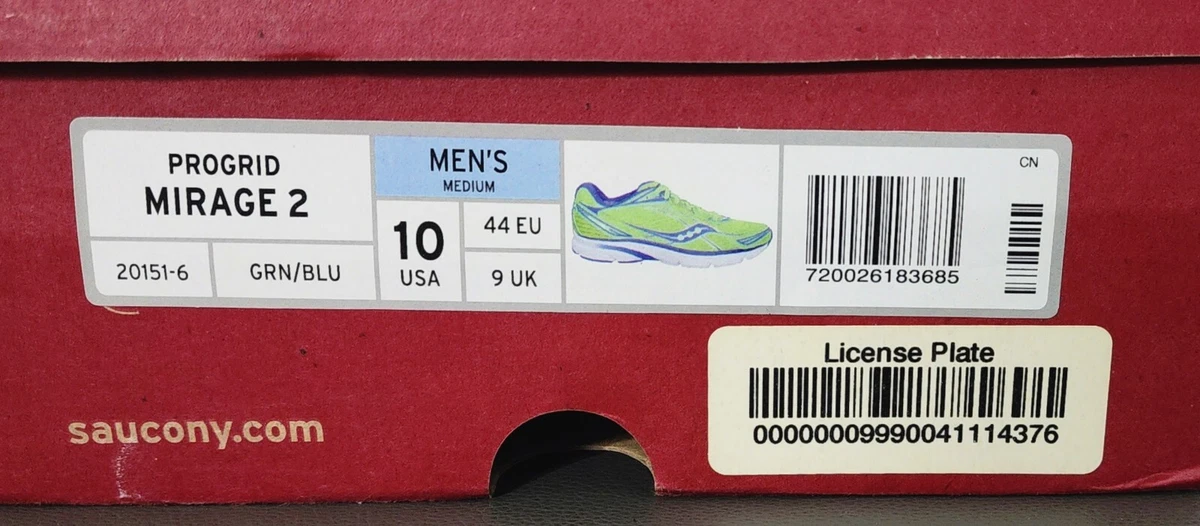 PROGRID
MIRAGE 2
20151-6
GRN/BLU
MEN'S
MEDIUM
10
USA
44 EU
9 UK
CN
720026183685
License Plate
00000009990041114376
saucony.com